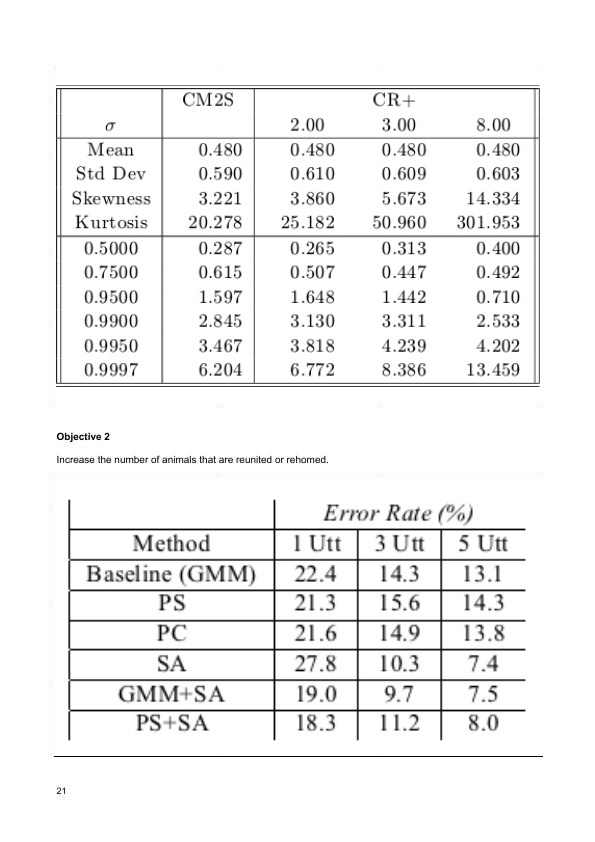 CM2S CR+
σ 2.00 3.00 8.00
Mean 0.480 0.480 0.480 0.480
Std Dev 0.590 0.610 0.609 0.603
Skewness 3.221 3.860 5.673 14.334
Kurtosis 20.278 25.182 50.960 301.953
0.5000 0.287 0.265 0.313 0.400
0.7500 0.615 0.507 0.447 0.492
0.9500 1.597 1.648 1.442 0.710
0.9900 2.845 3.130 3.311 2.533
0.9950 3.467 3.818 4.239 4.202
0.9997 6.204 6.772 8.386 13.459
Objective 2
Increase the number of animals that are reunited or rehomed.
Error Rate (%)
Method 1 Utt 3 Utt 5 Utt
Baseline (GMM) 22.4 14.3 13.1
PS 21.3 15.6 14.3
PC 21.6 14.9 13.8
SA 27.8 10.3 7.4
GMM+SA 19.0 9.7 7.5
PS+SA 18.3 11.2 8.0
21